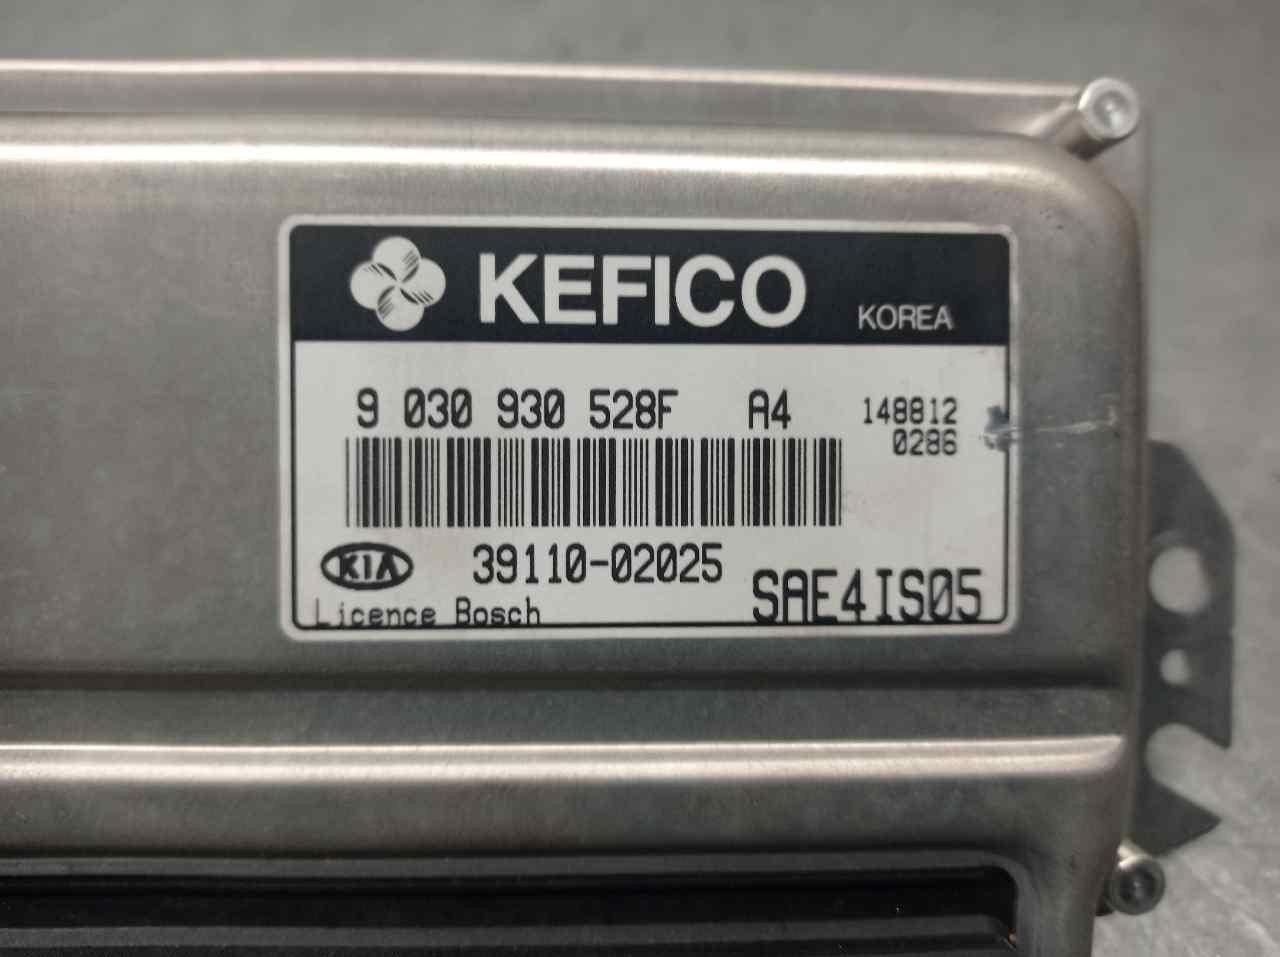 KEFICO KOREA
9 030 930 528F A4 148812
0286
KIA 39110-02025
Licence Bosch SAE4IS05